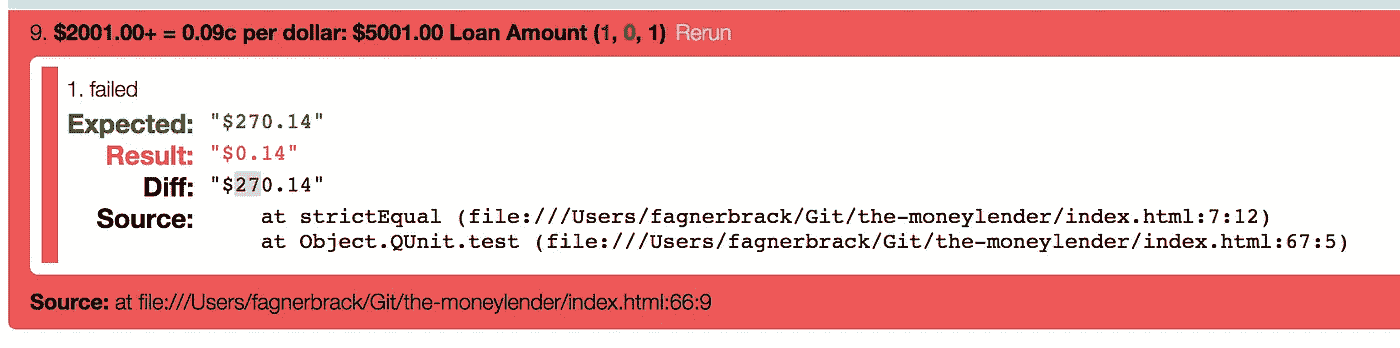 9. $2001.00+ = 0.09c per dollar: $5001.00 Loan Amount (1, 0, 1) Rerun
1. failed
Expected: "$270.14"
Result: "$0.14"
Diff: "$270.14"
Source: at strictEqual (file:///Users/fagnerbrack/Git/the-moneylender/index.html:7:12)
at Object.QUnit.test (file:///Users/fagnerbrack/Git/the-moneylender/index.html:67:5)
Source: at file:///Users/fagnerbrack/Git/the-moneylender/index.html:66:9